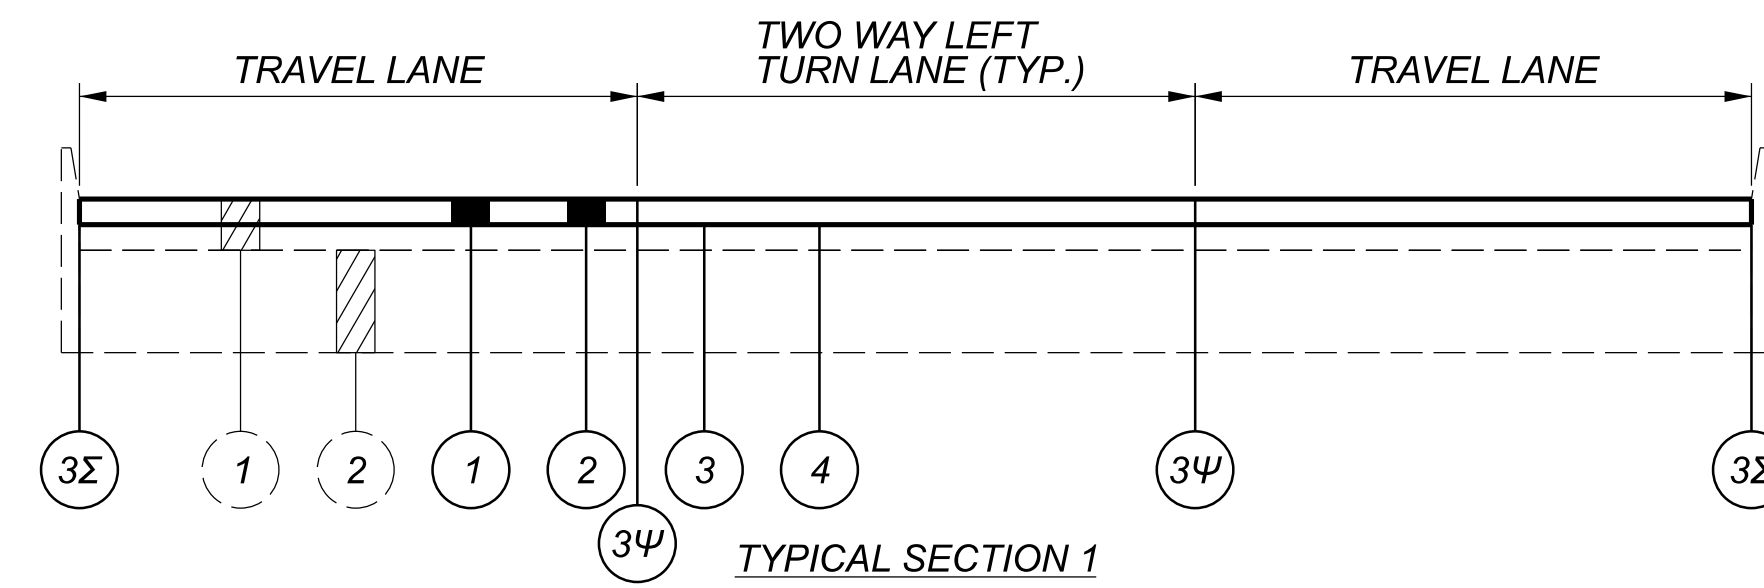 TRAVEL LANE
TWO WAY LEFT
TURN LANE (TYP.)
TRAVEL LANE
3Σ
1
2
1
2
3
4
3Ψ
3Σ
3Ψ
TYPICAL SECTION 1